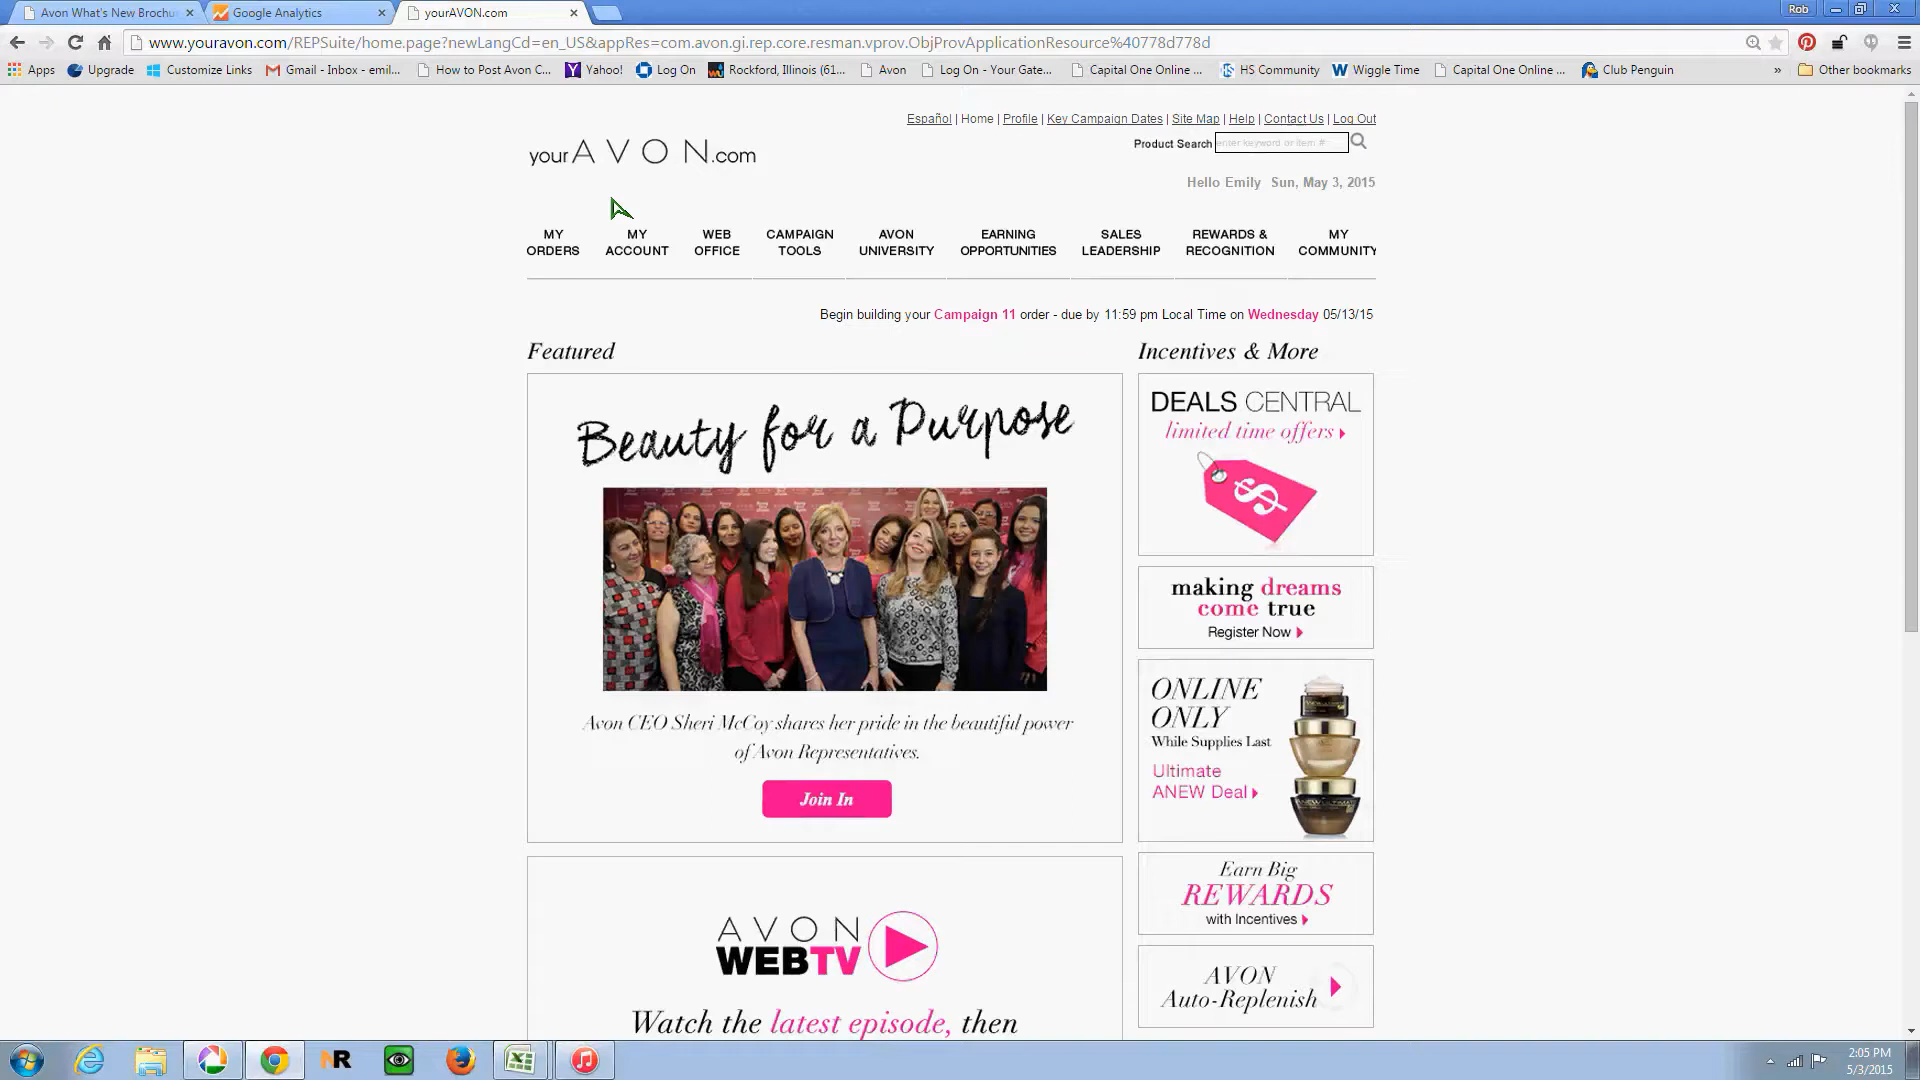 Avon What's New Brochu
Google Analytics
yourAVON.com
Rob
www.youravon.com/REPSuite/home.page?newLangCd=en_US&appRes=com.avon.gi.rep.core.resman.vprov.ObjProvApplicationResource%40778d778d
Apps Upgrade Customize Links Gmail - Inbox - emil... How to Post Avon C... Yahoo! Log On Rockford, Illinois (61... Avon Log On - Your Gate... Capital One Online ... HS Community Wiggle Time Capital One Online ... Club Penguin » Other bookmarks
Español | Home | Profile | Key Campaign Dates | Site Map | Help | Contact Us | Log Out
yourAVON.com
Product Search enter keyword or item #
Hello Emily Sun, May 3, 2015
MY ORDERS
MY ACCOUNT
WEB OFFICE
CAMPAIGN TOOLS
AVON UNIVERSITY
EARNING OPPORTUNITIES
SALES LEADERSHIP
REWARDS & RECOGNITION
MY COMMUNITY
Begin building your Campaign 11 order - due by 11:59 pm Local Time on Wednesday 05/13/15
Featured
Beauty for a Purpose
Avon CEO Sheri McCoy shares her pride in the beautiful power
of Avon Representatives.
Join In
AVON
WEBTV
Watch the latest episode, then
Incentives & More
DEALS CENTRAL
limited time offers
$
making dreams
come true
Register Now
ONLINE
ONLY
While Supplies Last
Ultimate
ANEW Deal
Earn Big
REWARDS
with Incentives
AVON
Auto-Replenish
NR
2:05 PM
5/3/2015